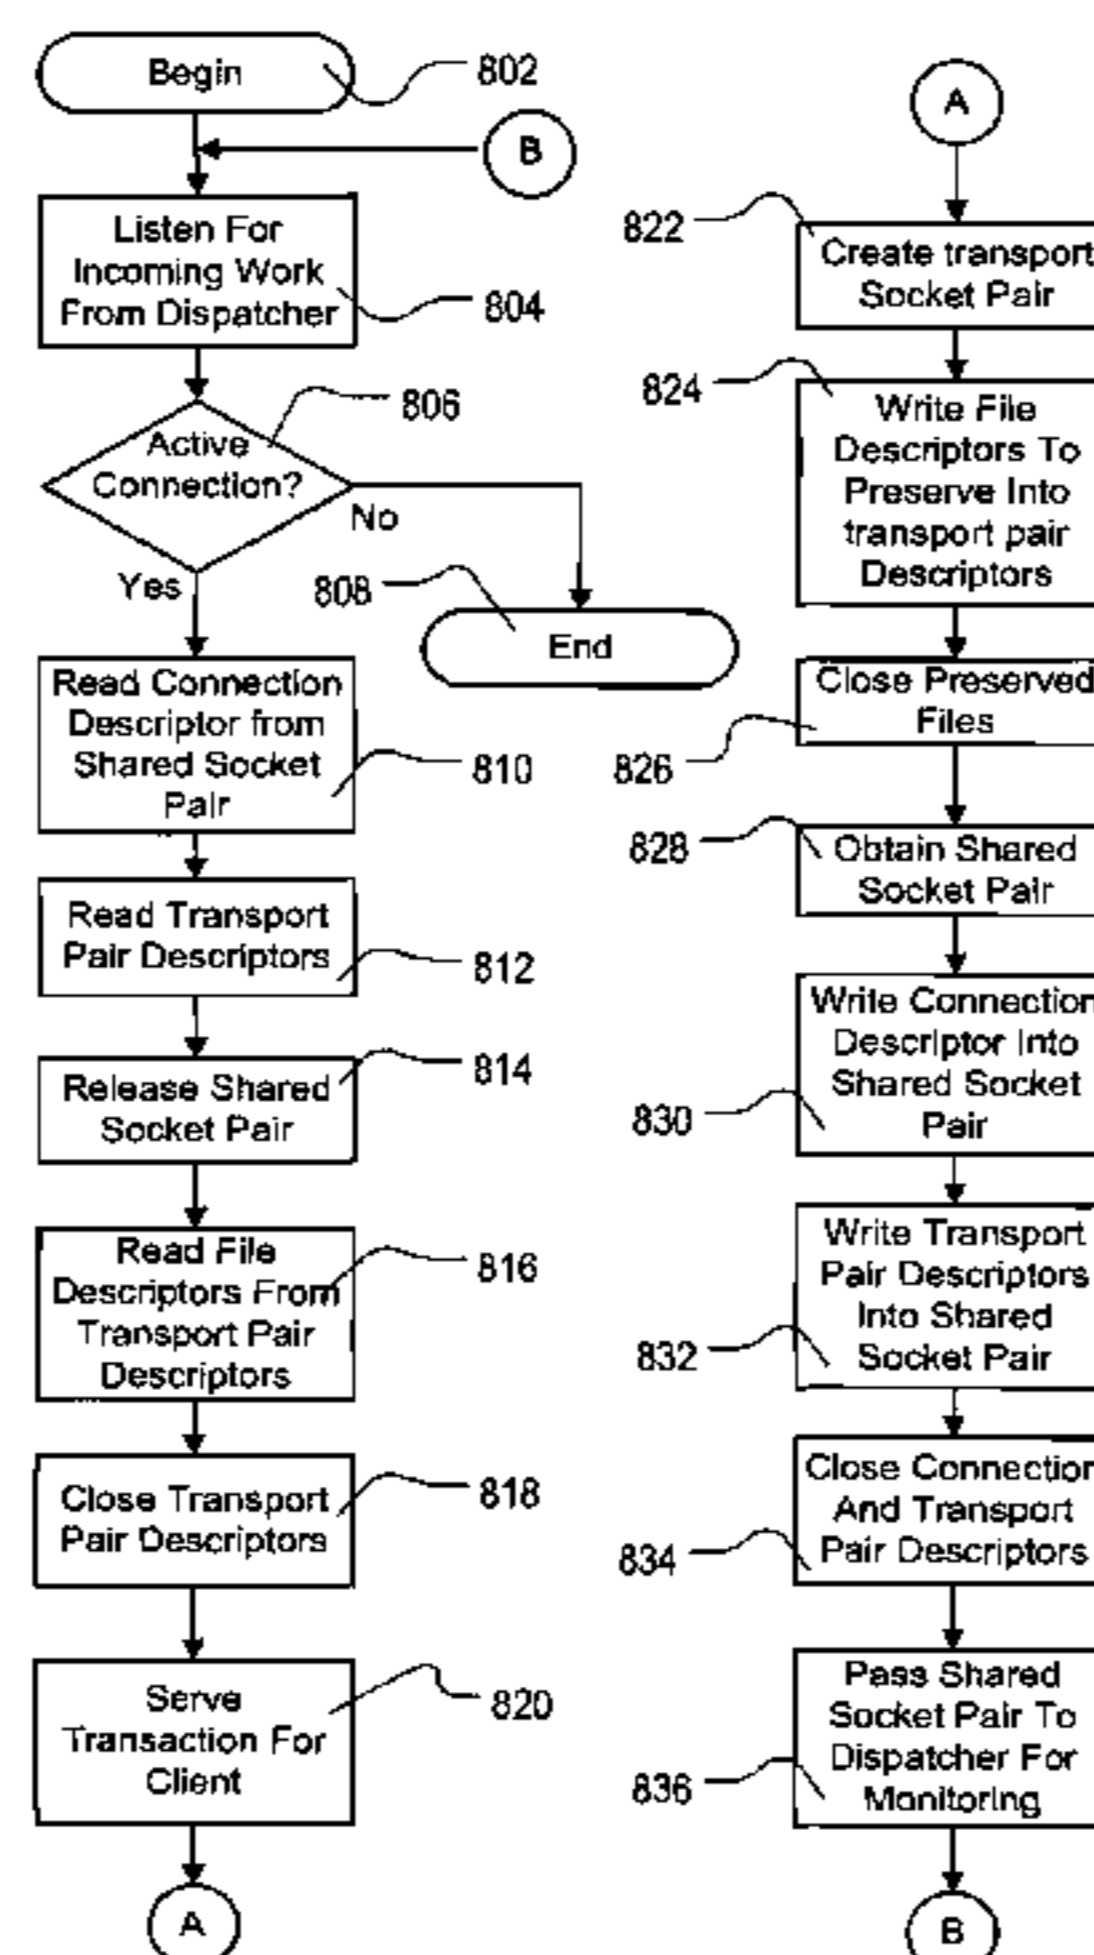 Begin
802
B
Listen For
Incoming Work
From Dispatcher
804
Active
Connection?
806
No
Yes
808
End
Read Connection
Descriptor from
Shared Socket
Pair
810
Read Transport
Pair Descriptors
812
Release Shared
Socket Pair
814
Read File
Descriptors From
Transport Pair
Descriptors
816
Close Transport
Pair Descriptors
818
Serve
Transaction For
Client
820
A
A
822
Create transport
Socket Pair
824
Write File
Descriptors To
Preserve Into
transport pair
Descriptors
Close Preserved
Files
826
828
Obtain Shared
Socket Pair
Write Connection
Descriptor Into
Shared Socket
Pair
830
Write Transport
Pair Descriptors
Into Shared
Socket Pair
832
Close Connection
And Transport
Pair Descriptors
834
Pass Shared
Socket Pair To
Dispatcher For
Monitoring
836
B